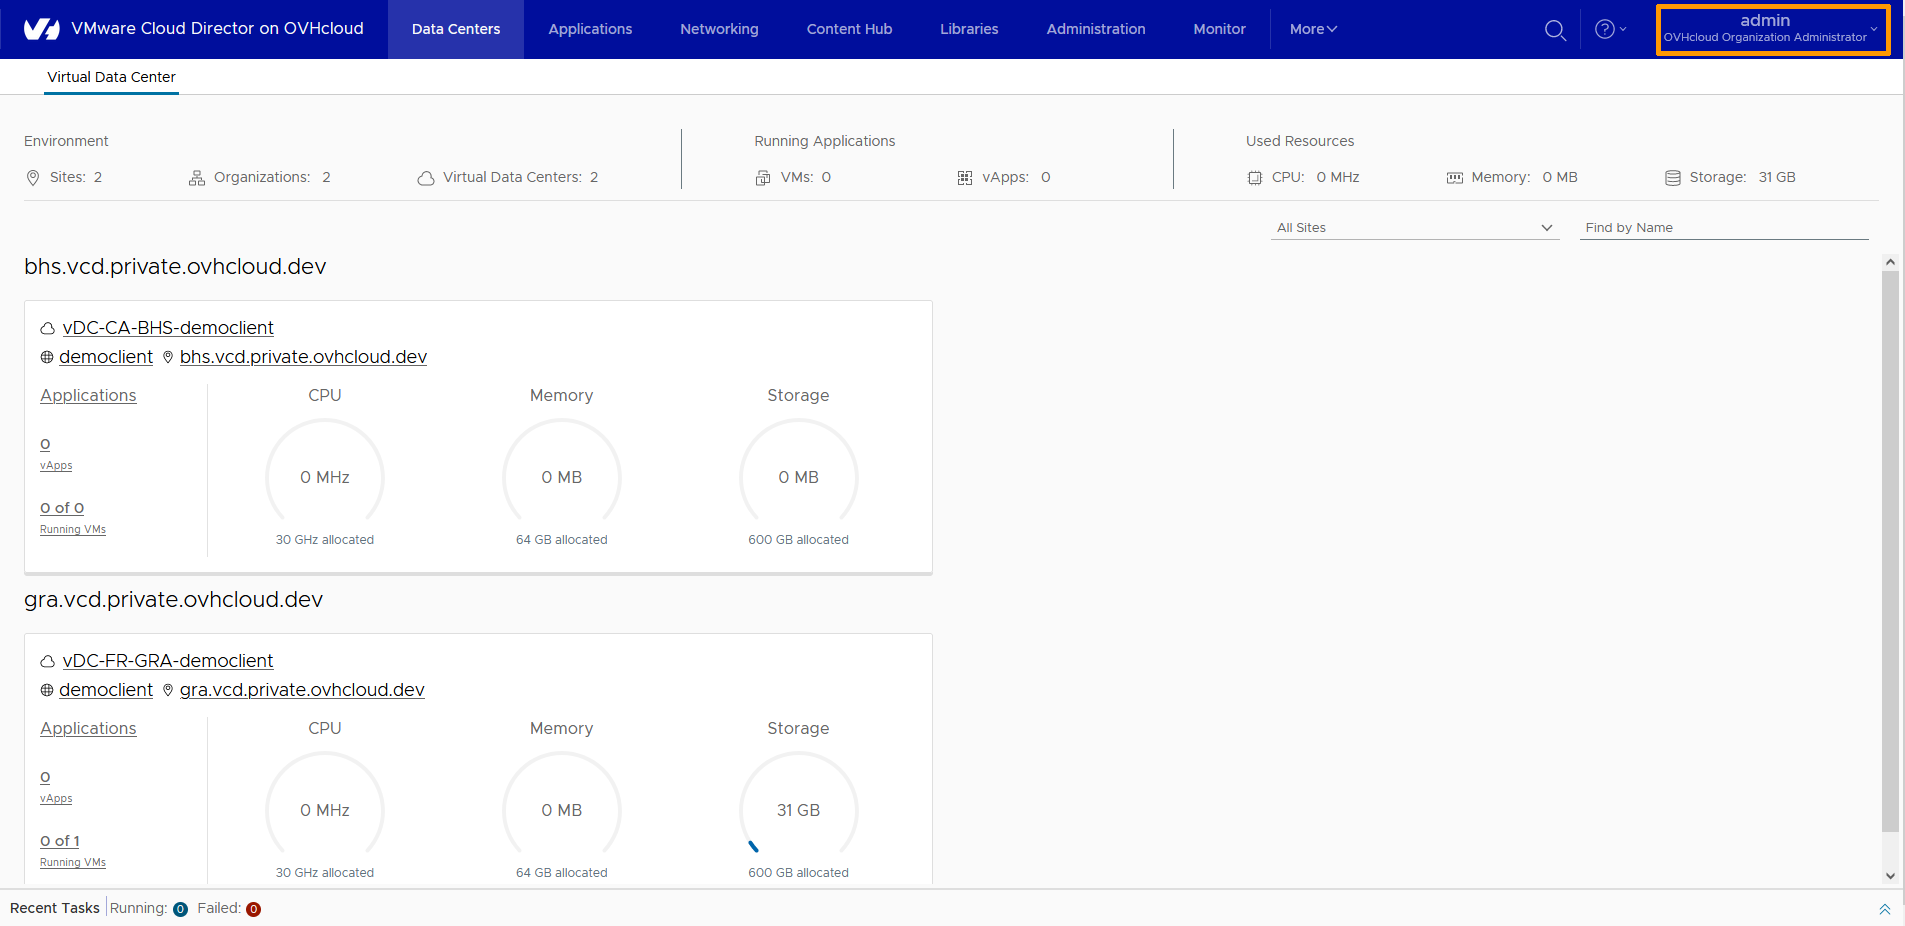 VMware Cloud Director on OVHcloud Data Centers Applications Networking Content Hub Libraries Administration Monitor More admin
OVHcloud Organization Administrator
Virtual Data Center
Environment Running Applications Used Resources
Sites: 2 Organizations: 2 Virtual Data Centers: 2 VMs: 0 vApps: 0 CPU: 0 MHz Memory: 0 MB Storage: 31 GB
All Sites Find by Name
bhs.vcd.private.ovhcloud.dev
vDC-CA-BHS-democlient
democlient bhs.vcd.private.ovhcloud.dev
Applications CPU Memory Storage
0
vApps
0 MHz 0 MB 0 MB
0 of 0
Running VMs
30 GHz allocated 64 GB allocated 600 GB allocated
gra.vcd.private.ovhcloud.dev
vDC-FR-GRA-democlient
democlient gra.vcd.private.ovhcloud.dev
Applications CPU Memory Storage
0
vApps
0 MHz 0 MB 31 GB
0 of 1
Running VMs
30 GHz allocated 64 GB allocated 600 GB allocated
Recent Tasks Running: 0 Failed: 0